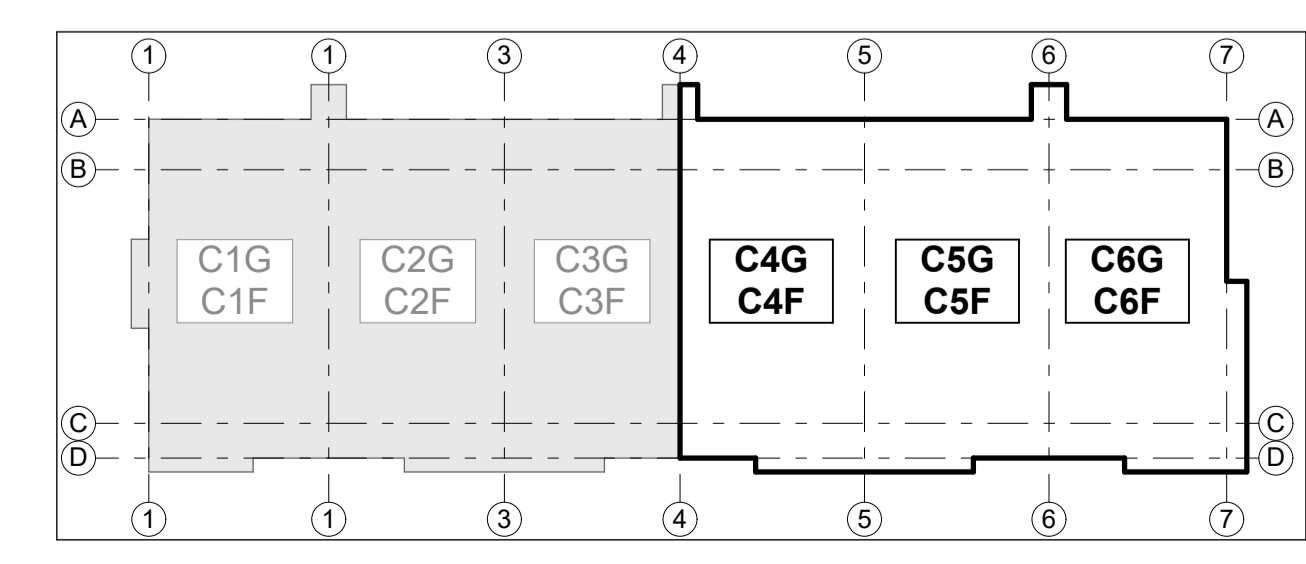 1 1 3 4 5 6 7
A A
B B
C1G C2G C3G C4G C5G C6G
C1F C2F C3F C4F C5F C6F
C C
D D
1 1 3 4 5 6 7